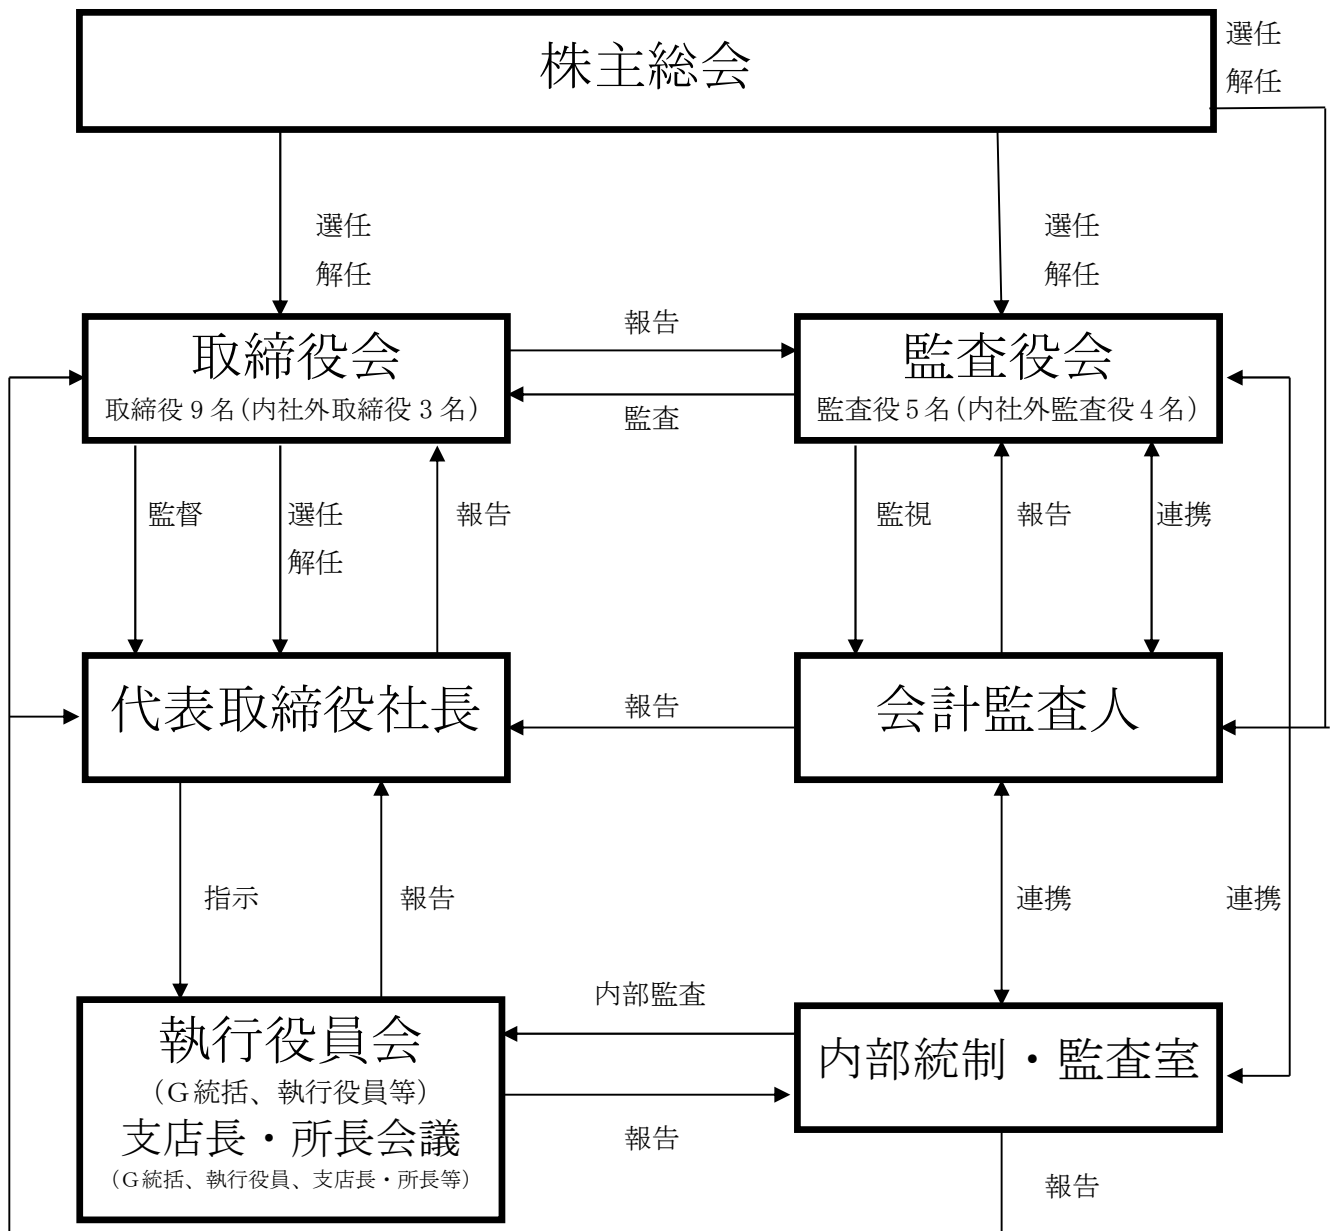 株主総会
選任
解任
選任
解任
選任
解任
取締役会
取締役9名(内社外取締役3名)
報告
監査
監査役会
監査役5名(内社外監査役4名)
監督
選任
解任
報告
監視
報告
連携
代表取締役社長
報告
会計監査人
指示
報告
連携
連携
執行役員会
(G統括、執行役員等)
支店長・所長会議
(G統括、執行役員、支店長・所長等)
内部監査
報告
内部統制・監査室
報告